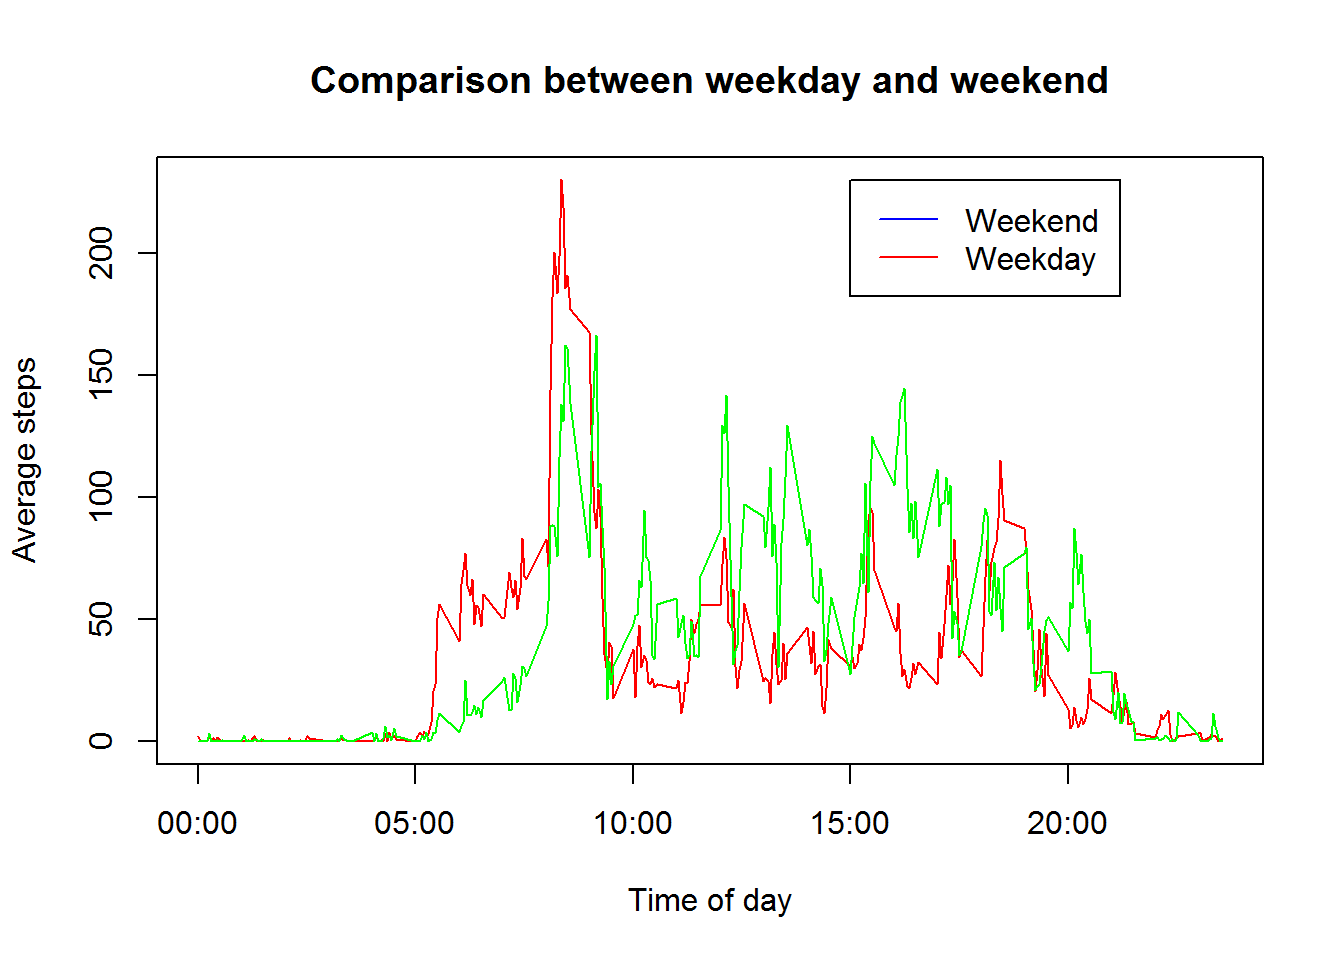 Comparison between weekday and weekend
Weekend
Weekday
Average steps
200
150
100
50
0
00:00 05:00 10:00 15:00 20:00
Time of day